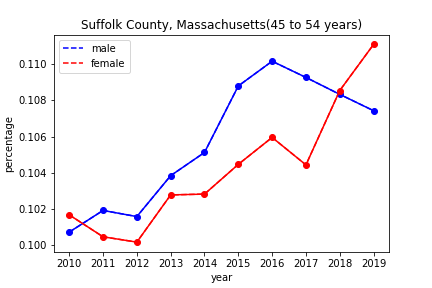 Suffolk County, Massachusetts(45 to 54 years)
male
female
0.110
0.108
0.106
0.104
0.102
0.100
percentage
2010 2011 2012 2013 2014 2015 2016 2017 2018 2019
year